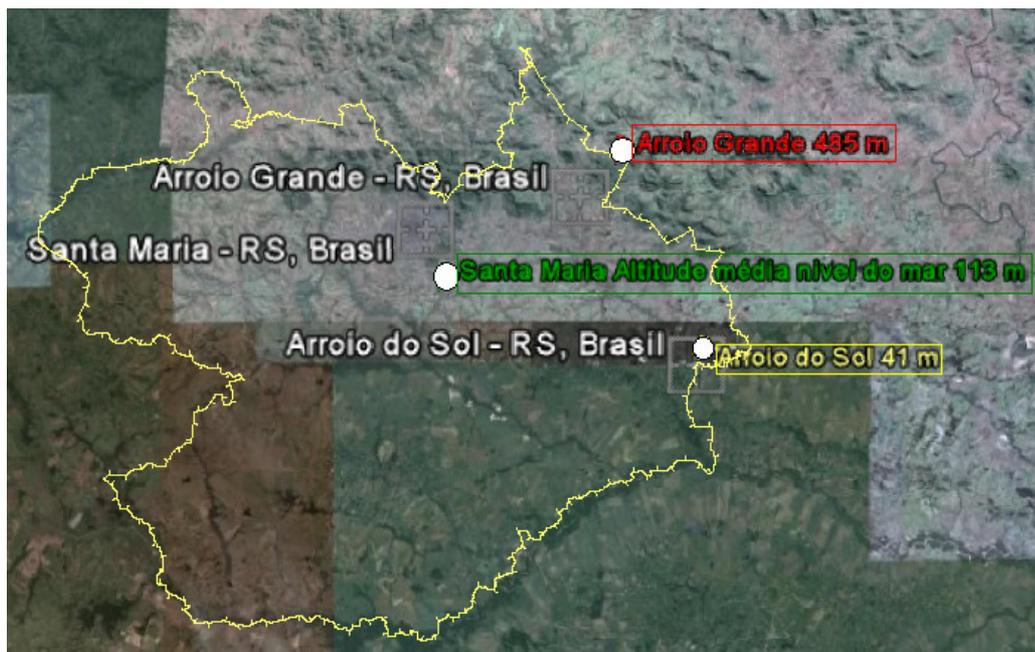 Arroio Grande 485 m
Arroio Grande - RS, Brasil
Santa Maria - RS, Brasil
Santa Maria Altitude média nivel do mar 113 m
Arroio do Sol - RS, Brasil
Arroio do Sol 41 m